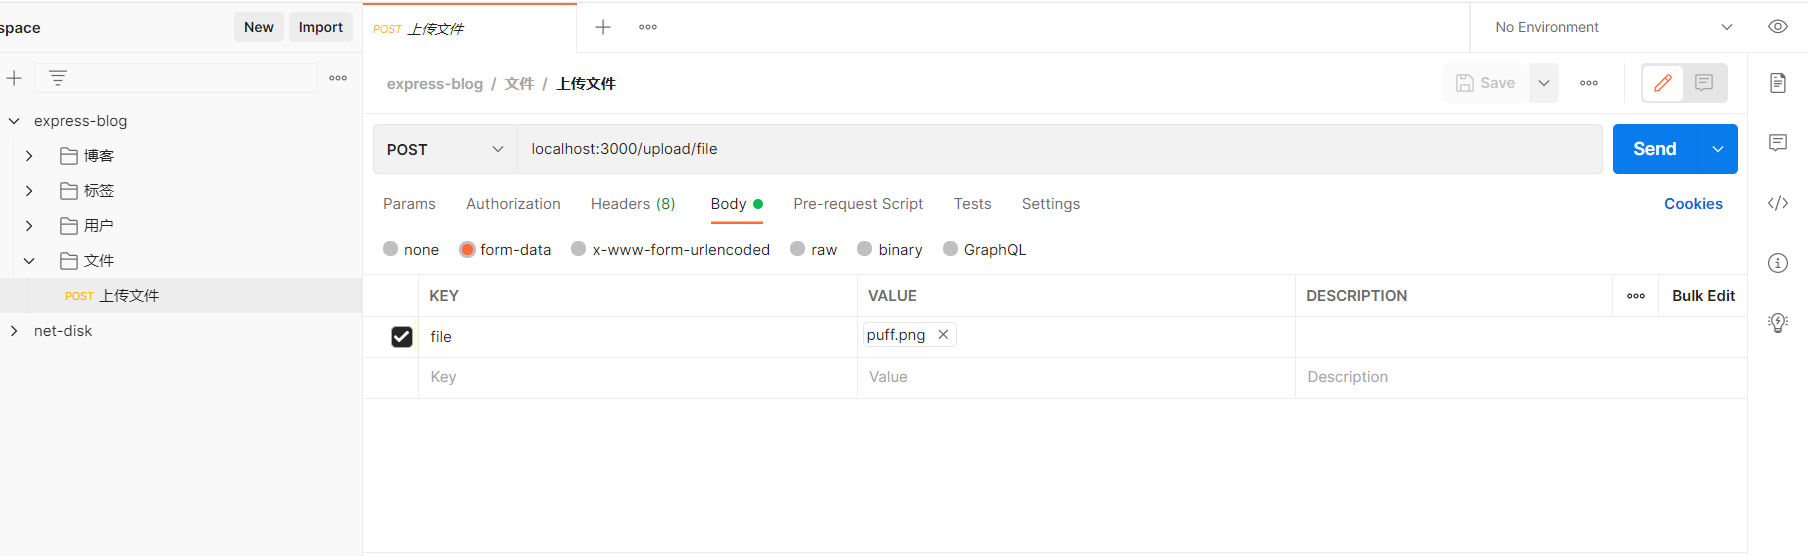 space
New
Import
express-blog
博客
标签
用户
文件
POST 上传文件
net-disk
POST 上传文件
No Environment
express-blog / 文件 / 上传文件
Save
POST
localhost:3000/upload/file
Send
Params
Authorization
Headers (8)
Body
Pre-request Script
Tests
Settings
Cookies
none
form-data
x-www-form-urlencoded
raw
binary
GraphQL
KEY
VALUE
DESCRIPTION
Bulk Edit
file
puff.png
Key
Value
Description